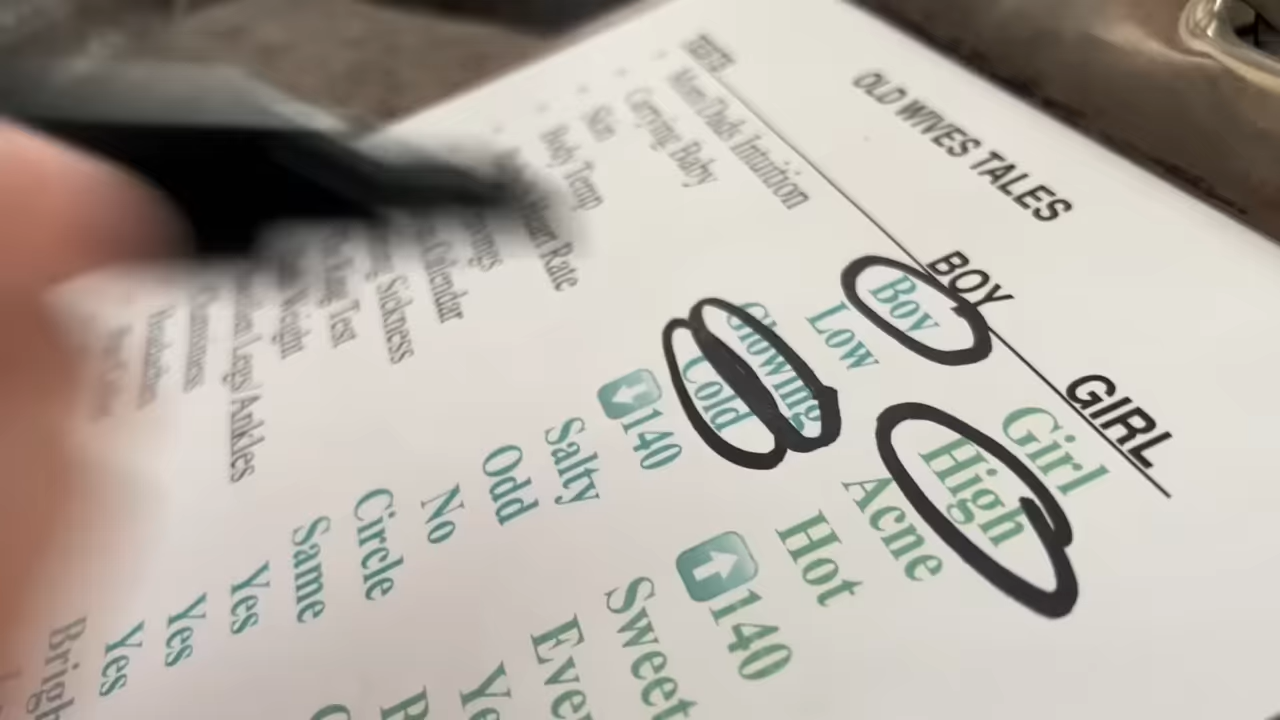 OLD WIVES TALES
BOY GIRL
Mom/Dads Intuition Boy Girl
Carrying Baby Low High
Skin Glowing Acne
Body Temp Cold Hot
Heart Rate ⬇140 ⬆140
Salty Sweet
Calendar Odd
Sickness No
Ring Test Circle
Weight Same
Legs/Ankles Yes
Clumsiness Yes
Headaches Yes